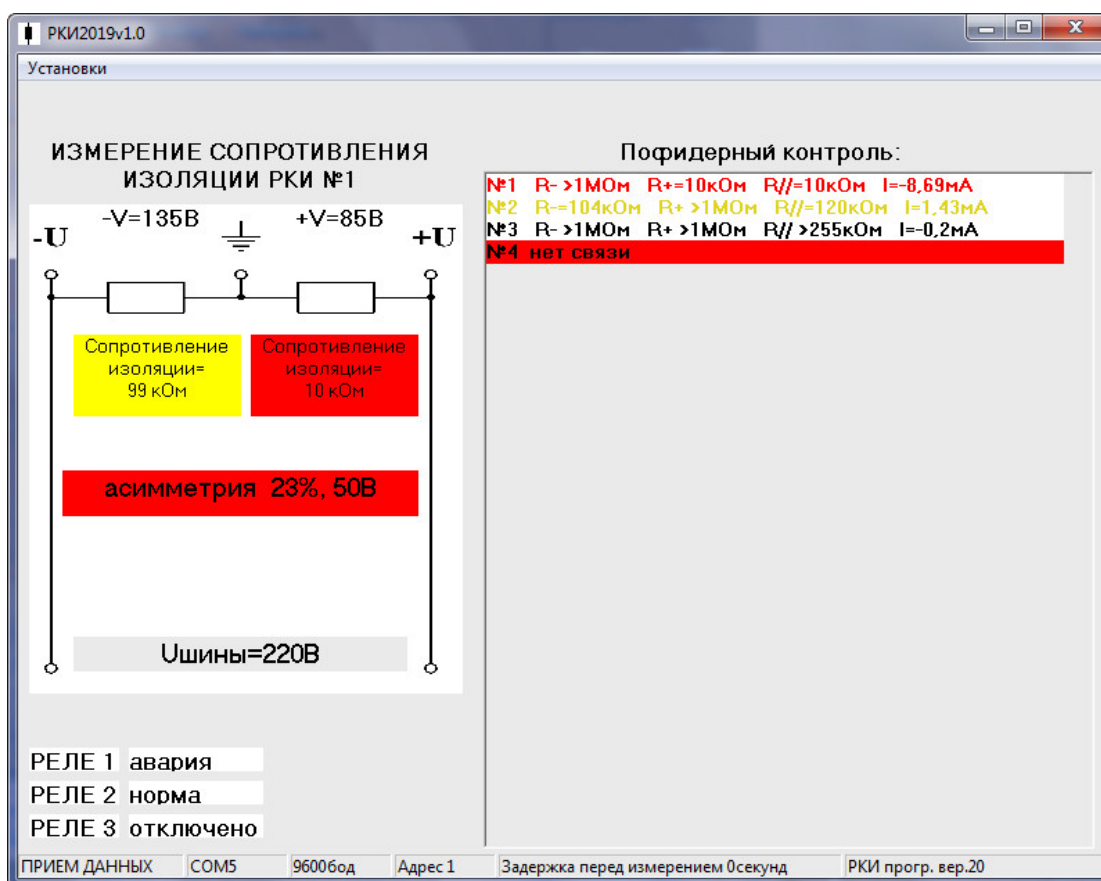 РКИ2019v1.0
Установки
ИЗМЕРЕНИЕ СОПРОТИВЛЕНИЯ
ИЗОЛЯЦИИ РКИ №1
-V=135В +V=85В
-U +U
Сопротивление
изоляции=
99 кОм
Сопротивление
изоляции=
10 кОм
асимметрия 23%, 50В
Uшины=220В
РЕЛЕ 1 авария
РЕЛЕ 2 норма
РЕЛЕ 3 отключено
Пофидерный контроль:
№1 R- >1МОм R+=10кОм R//=10кОм I=-8,69мА
№2 R-=104кОм R+ >1МОм R//=120кОм I=1,43мА
№3 R- >1МОм R+ >1МОм R// >255кОм I=-0,2мА
№4 нет связи
ПРИЕМ ДАННЫХ COM5 9600бод Адрес 1 Задержка перед измерением 0секунд РКИ прогр. вер.20